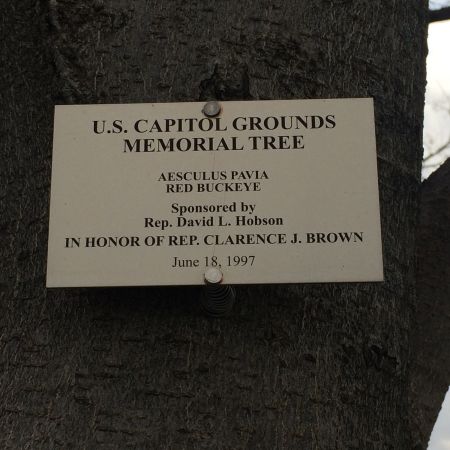 U.S. CAPITOL GROUNDS
MEMORIAL TREE
AESCULUS PAVIA
RED BUCKEYE
Sponsored by
Rep. David L. Hobson
IN HONOR OF REP. CLARENCE J. BROWN
June 18, 1997